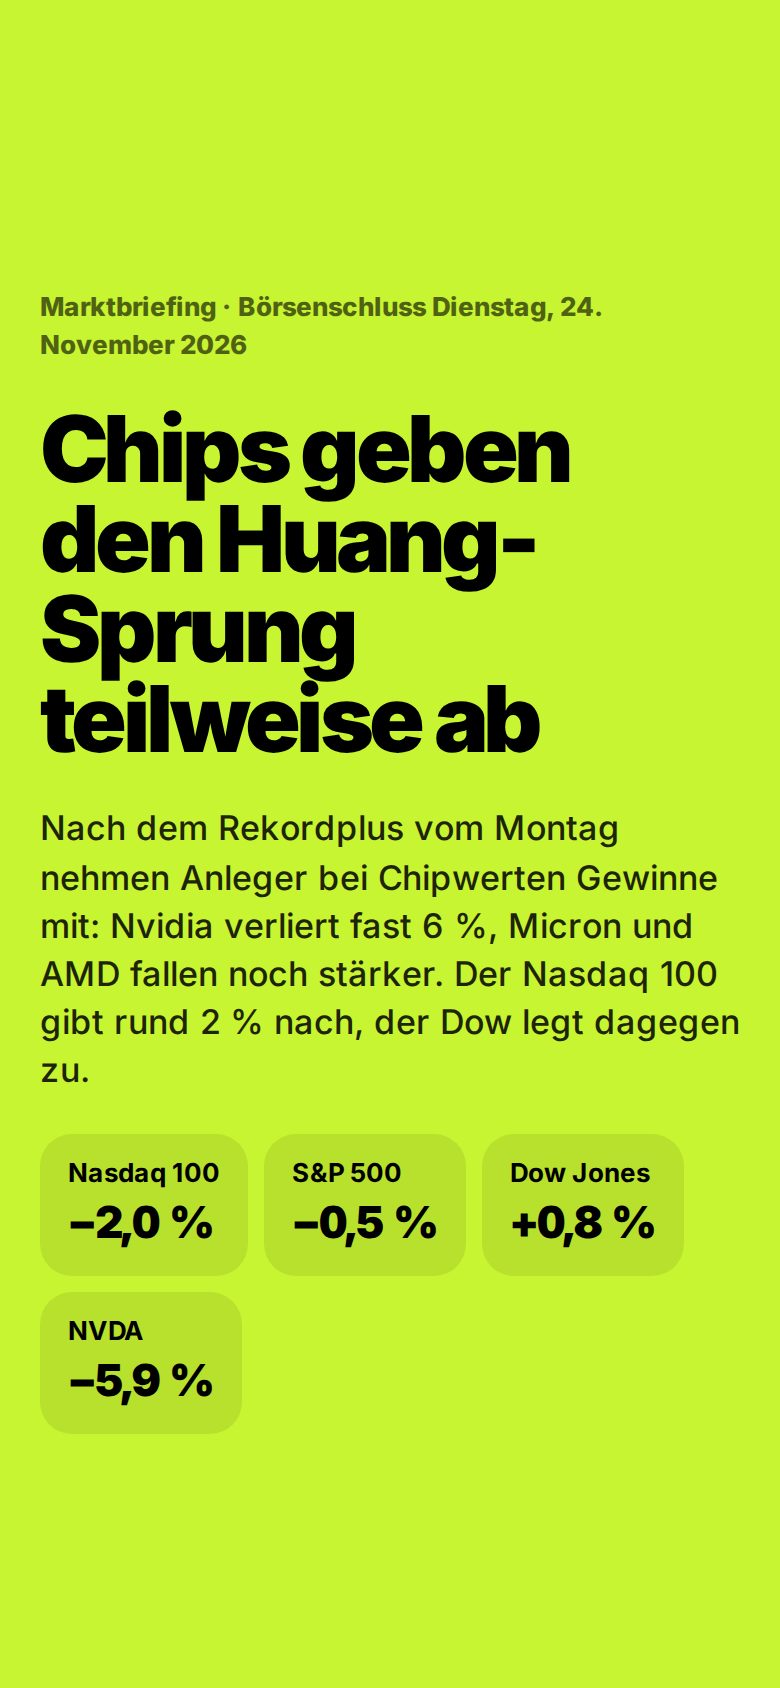 Marktbriefing · Börsenschluss Dienstag, 24.
November 2026
Chips geben
den Huang-
Sprung
teilweise ab
Nach dem Rekordplus vom Montag
nehmen Anleger bei Chipwerten Gewinne
mit: Nvidia verliert fast 6 %, Micron und
AMD fallen noch stärker. Der Nasdaq 100
gibt rund 2 % nach, der Dow legt dagegen
zu.
Nasdaq 100
−2,0 %
S&P 500
−0,5 %
Dow Jones
+0,8 %
NVDA
−5,9 %